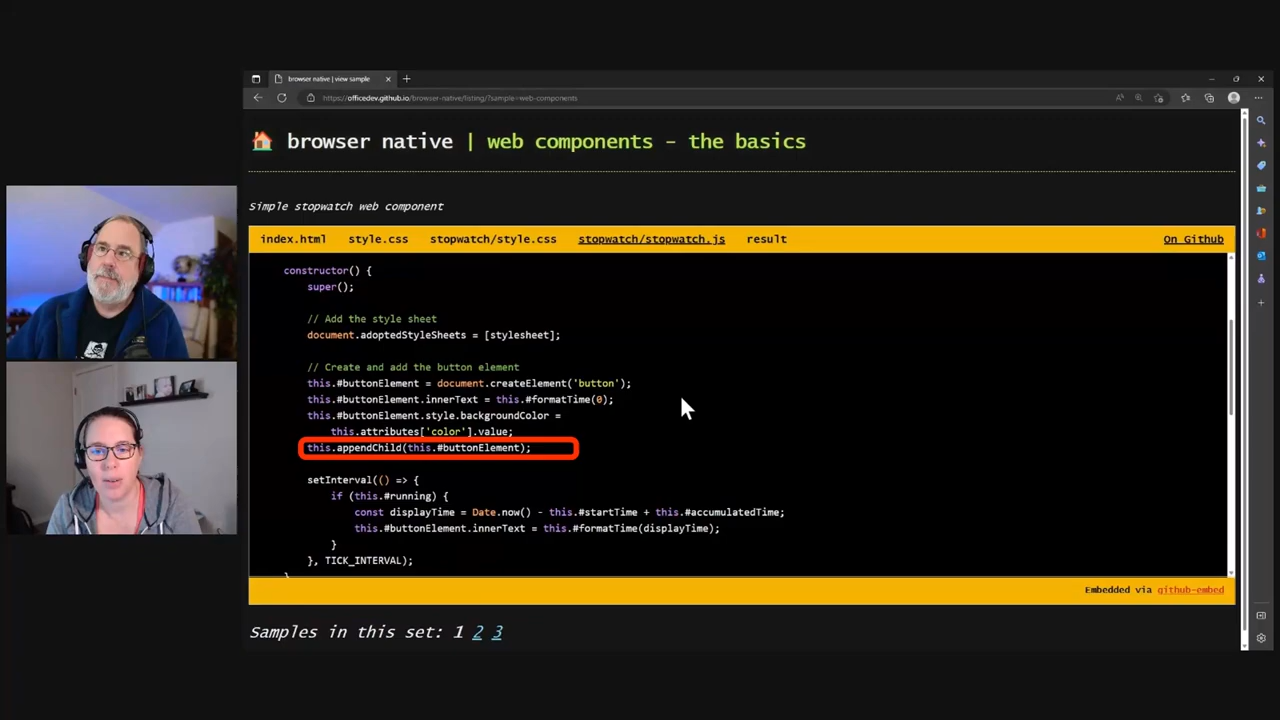 browser native | view sample
https://officedev.github.io/browser-native/listing/?sample=web-components
browser native | web components - the basics
Simple stopwatch web component
index.html style.css stopwatch/style.css stopwatch/stopwatch.js result On Github
constructor() {
super();
// Add the style sheet
document.adoptedStyleSheets = [stylesheet];
// Create and add the button element
this.#buttonElement = document.createElement('button');
this.#buttonElement.innerText = this.#formatTime(0);
this.#buttonElement.style.backgroundColor =
this.attributes['color'].value;
this.appendChild(this.#buttonElement);
setInterval(() => {
if (this.#running) {
const displayTime = Date.now() - this.#startTime + this.#accumulatedTime;
this.#buttonElement.innerText = this.#formatTime(displayTime);
}
}, TICK_INTERVAL);
}
Embedded via github-embed
Samples in this set: 1 2 3